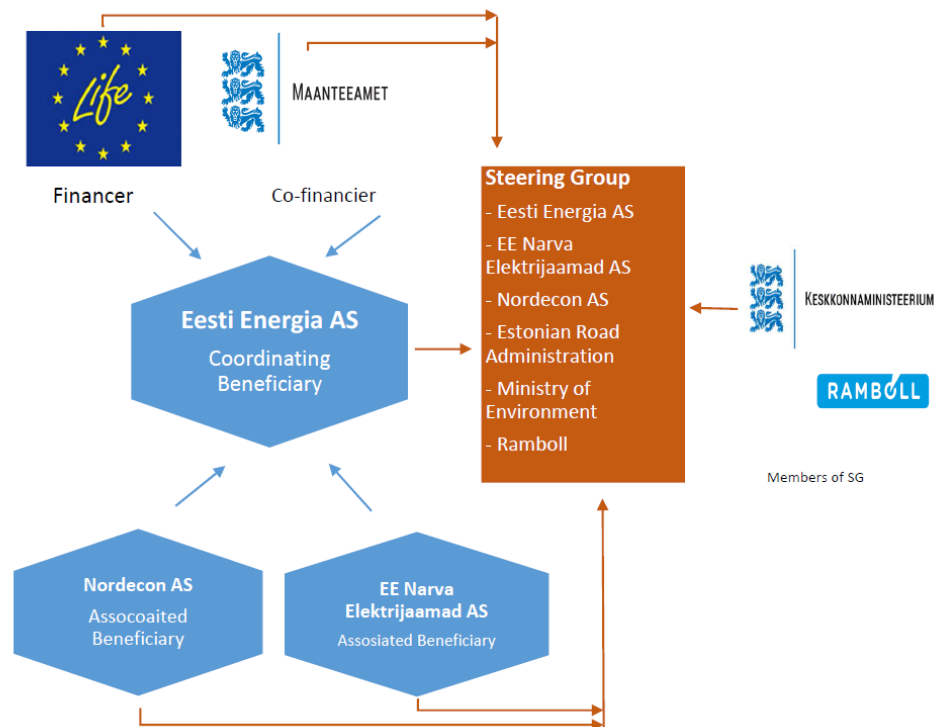 Life
MAANTEEAMET
Financer
Co-financier
Steering Group
- Eesti Energia AS
- EE Narva
Elektrijaamad AS
- Nordecon AS
- Estonian Road
Administration
- Ministry of
Environment
- Ramboll
KESKKONNAMINISTEERIUM
RAMBOLL
Members of SG
Eesti Energia AS
Coordinating
Beneficiary
Nordecon AS
Assocoaited
Beneficiary
EE Narva
Elektrijaamad AS
Assosiated Beneficiary